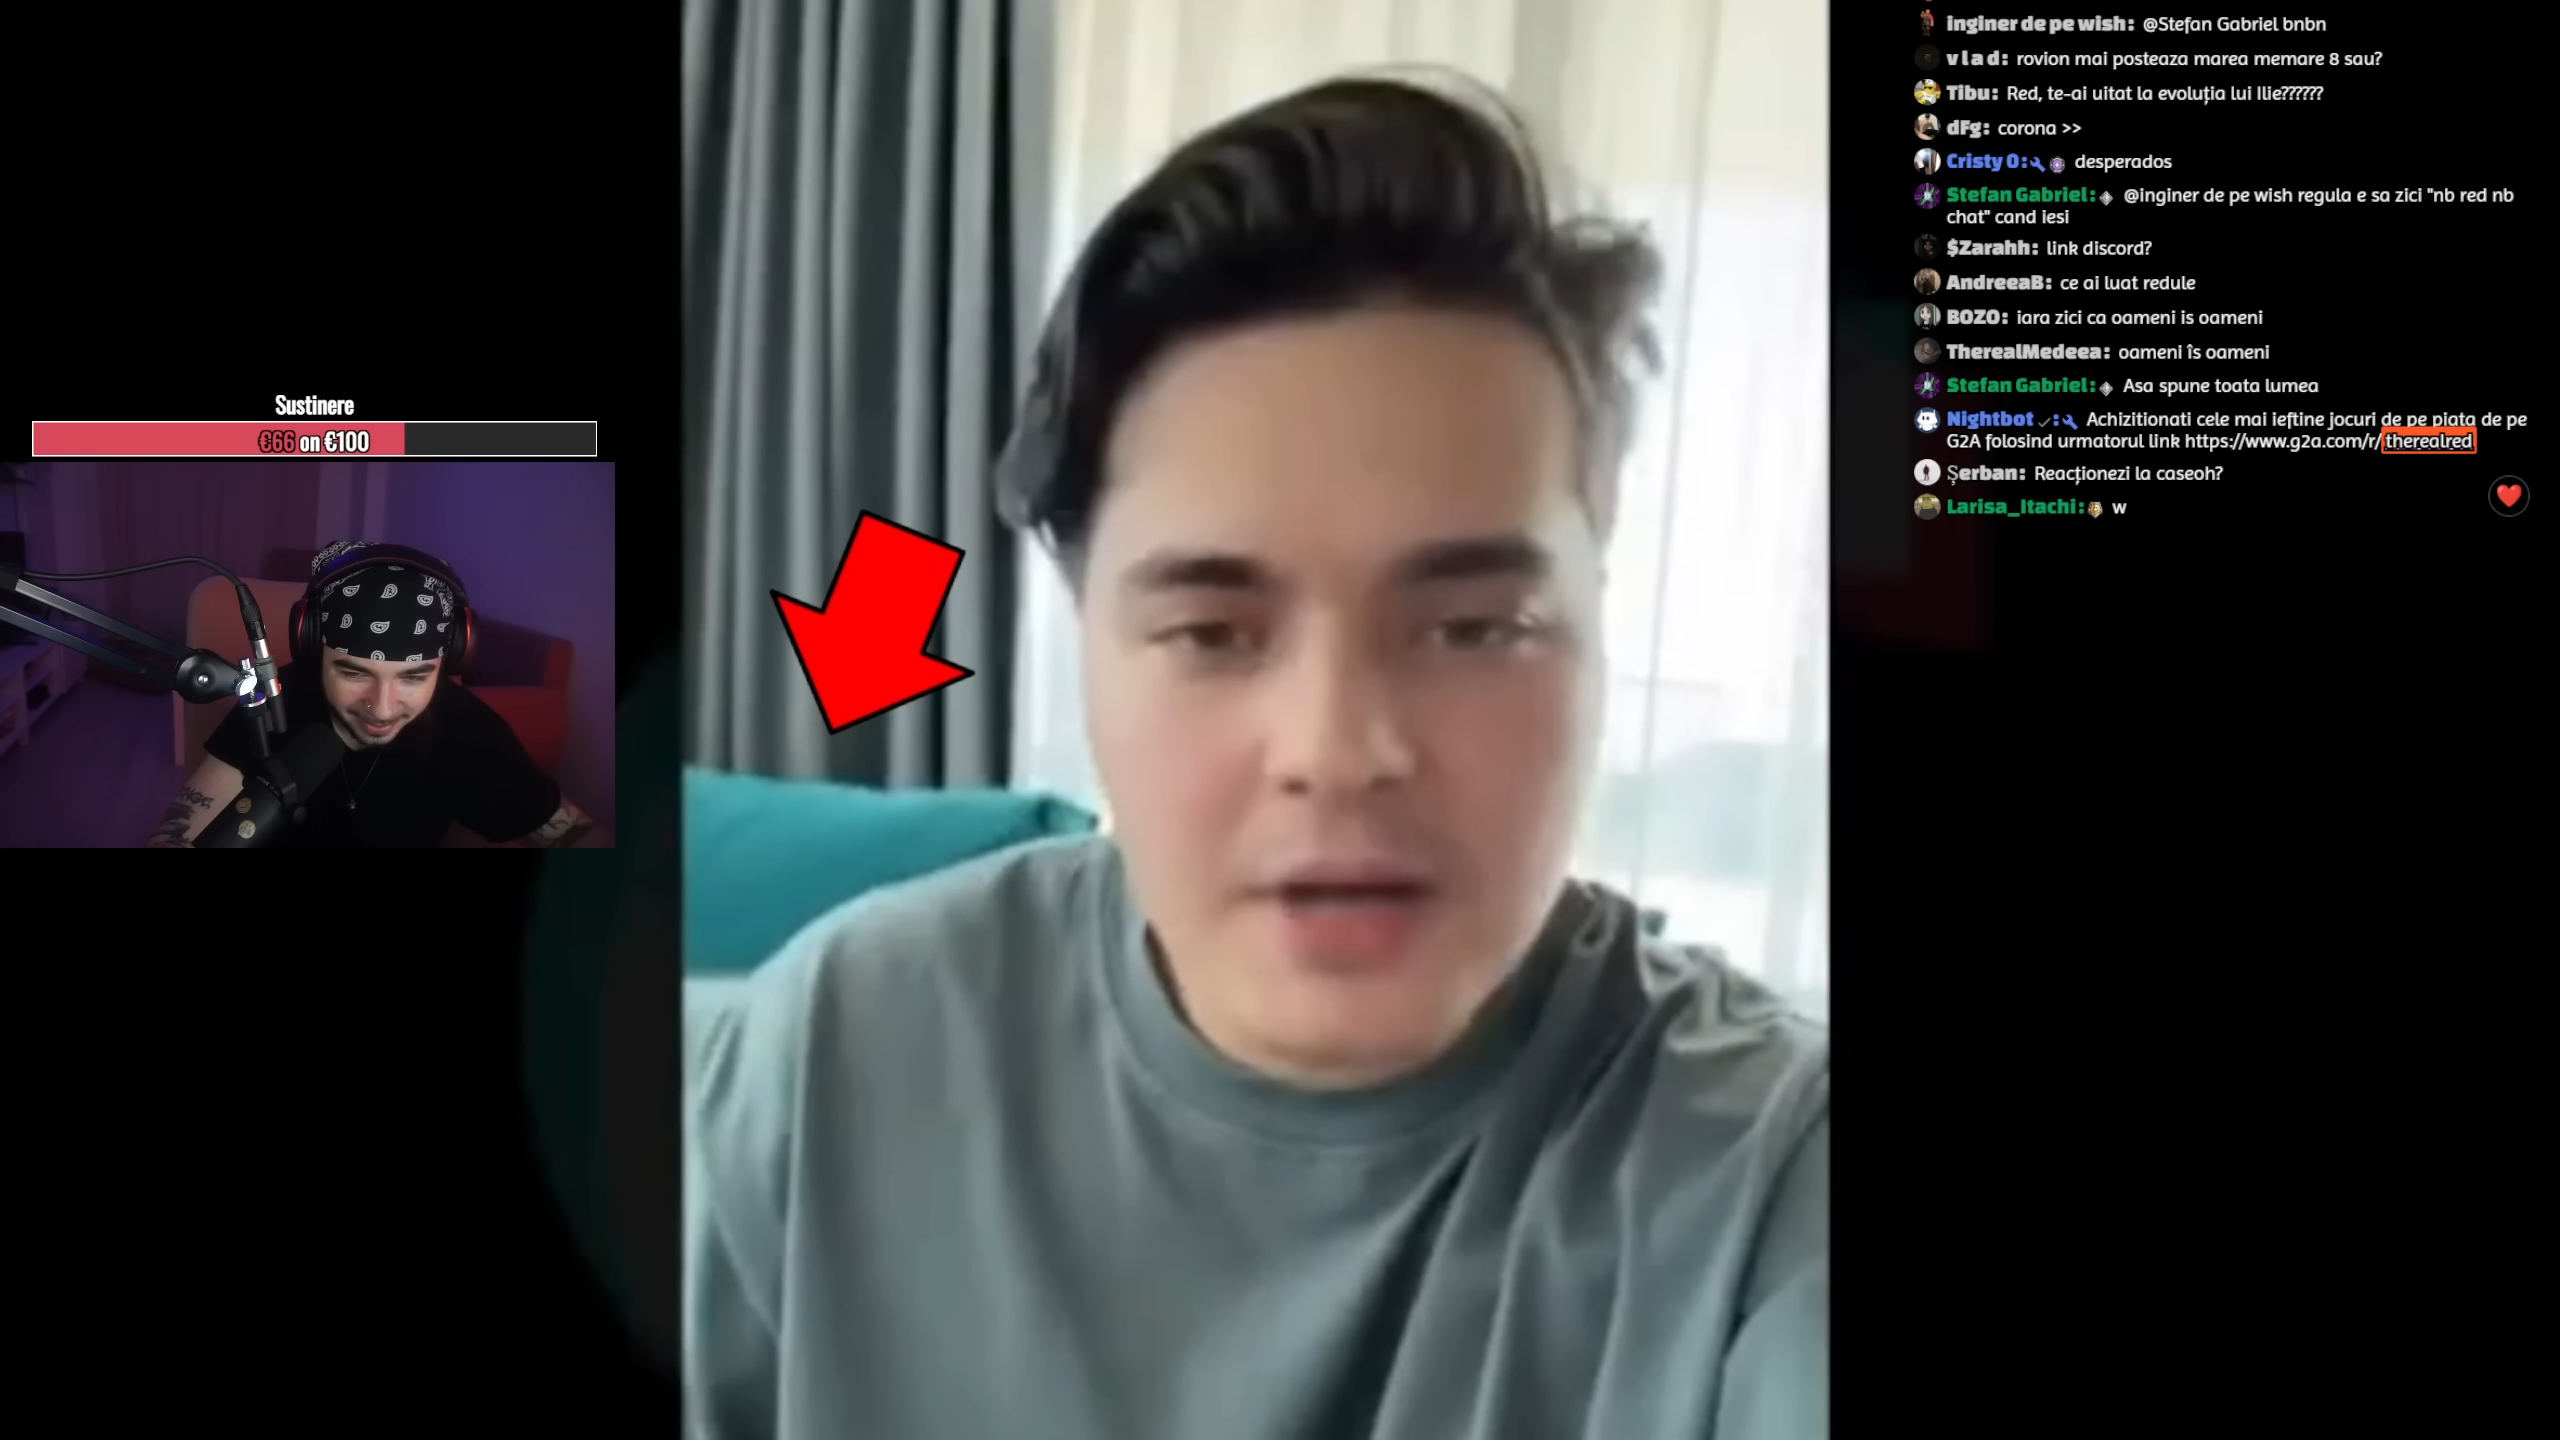 inginer de pe wish: @Stefan Gabriel bnbn
v l a d: rovion mai posteaza marea memare 8 sau?
Tibu: Red, te-ai uitat la evoluția lui Ilie??????
dFg: corona >>
Cristy O: desperados
Stefan Gabriel: @inginer de pe wish regula e sa zici "nb red nb
chat" cand iesi
$Zarahh: link discord?
AndreeaB: ce ai luat redule
BOZO: iara zici ca oameni is oameni
TherealMedeea: oameni îs oameni
Stefan Gabriel: Asa spune toata lumea
Nightbot: Achizitionati cele mai ieftine jocuri de pe piata de pe
G2A folosind urmatorul link https://www.g2a.com/r/therealred
Șerban: Reacționezi la caseoh?
Larisa_Itachi: w
Sustinere
€66 on €100